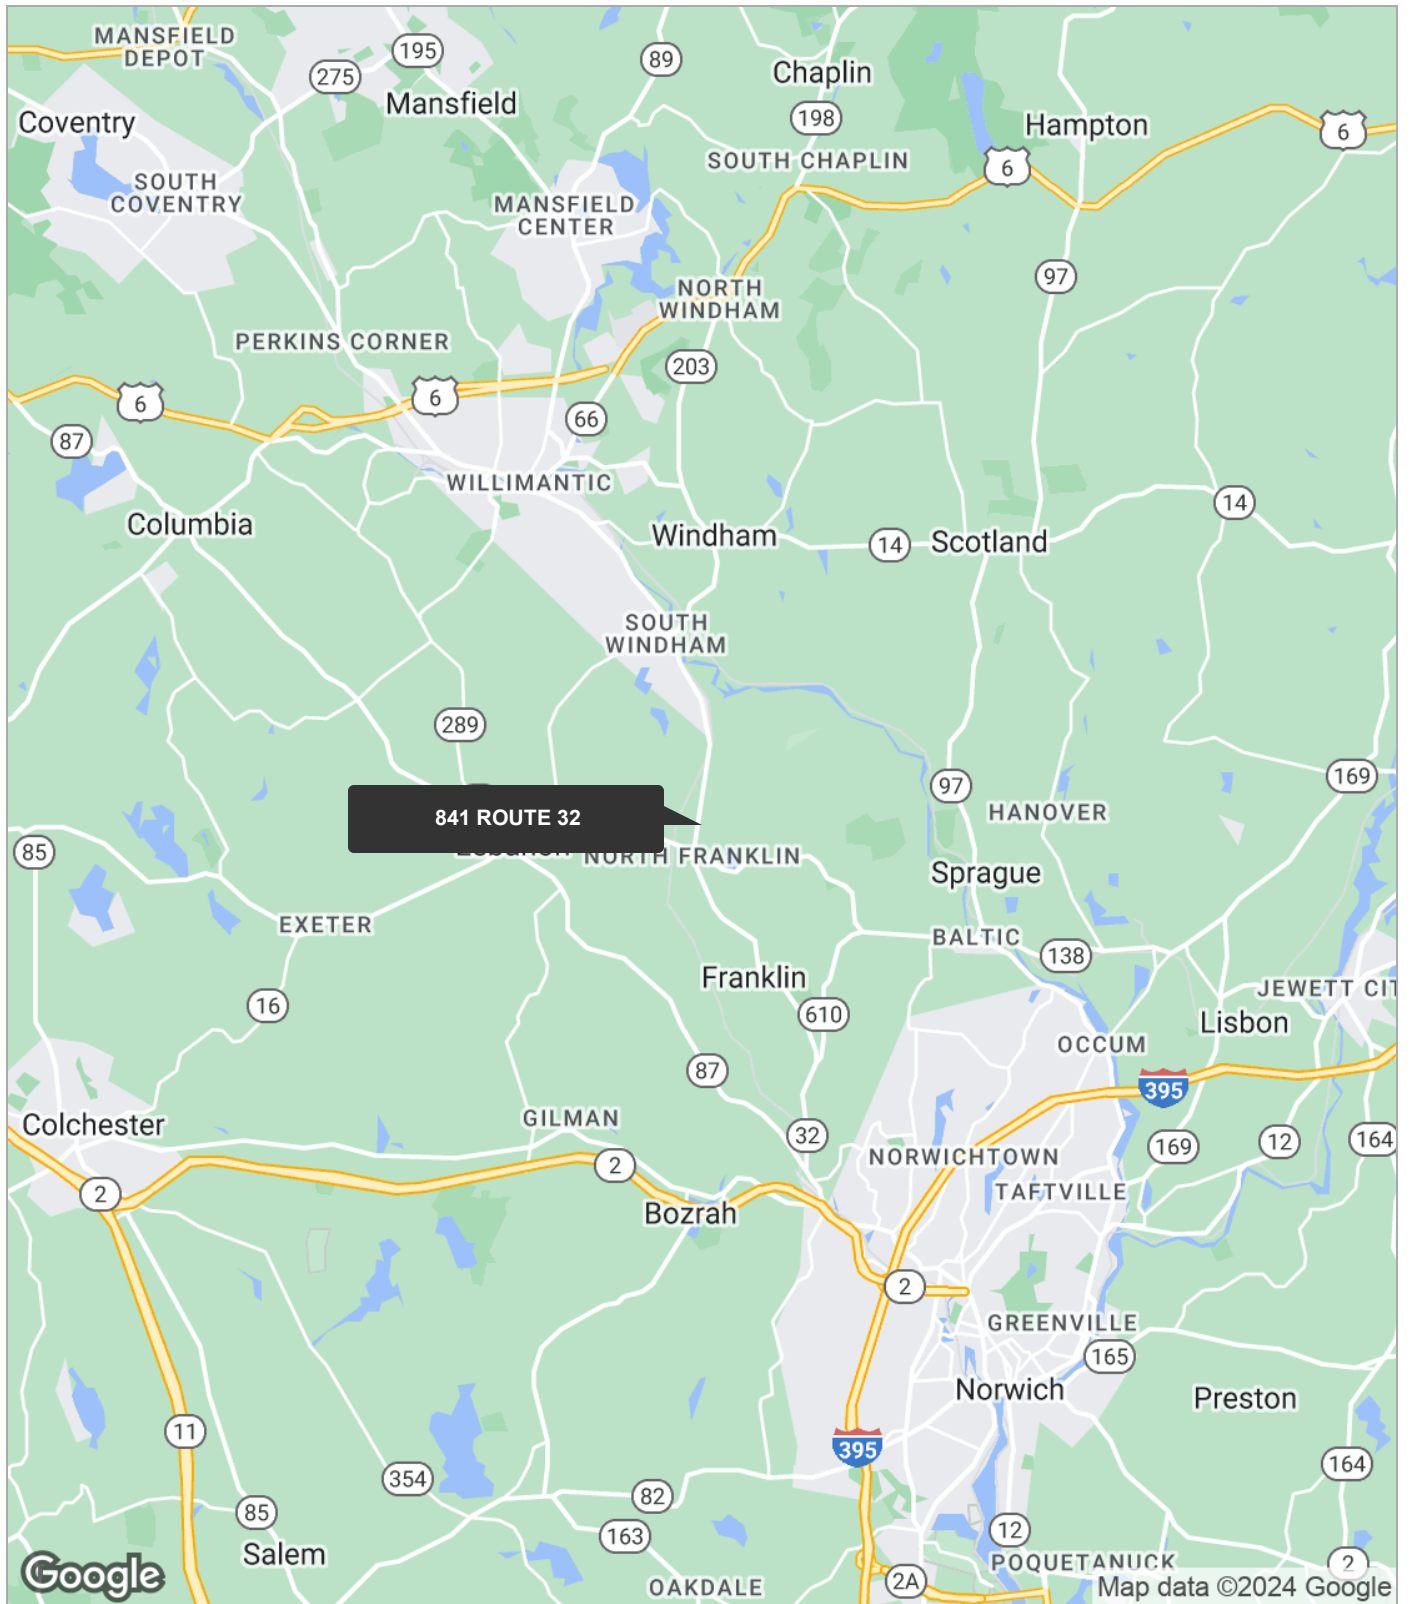 MANSFIELD
DEPOT
195
89
275
Chaplin
Mansfield
198
Coventry
Hampton
6
SOUTH CHAPLIN
6
SOUTH
COVENTRY
MANSFIELD
CENTER
97
NORTH
WINDHAM
PERKINS CORNER
203
6
6
66
87
WILLIMANTIC
14
Columbia
Windham
14
Scotland
SOUTH
WINDHAM
289
169
97
HANOVER
841 ROUTE 32
85
NORTH FRANKLIN
Sprague
EXETER
BALTIC
138
Franklin
JEWETT CIT
16
610
Lisbon
OCCUM
87
395
GILMAN
Colchester
32
169
12
164
NORWICHTOWN
2
2
TAFTVILLE
Bozrah
2
GREENVILLE
165
Norwich
Preston
11
395
164
354
82
85
12
163
Salem
POQUETANUCK
2
Google
2A
OAKDALE
Map data ©2024 Google